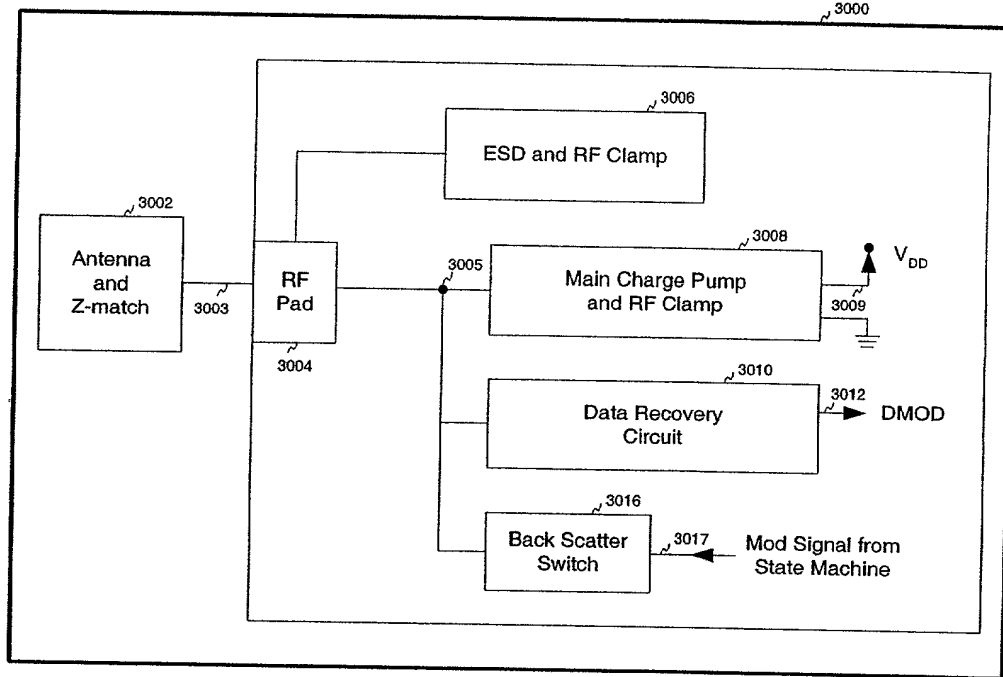 3000
3006
ESD and RF Clamp
3002
Antenna
and
Z-match
3003
RF
Pad
3004
3005
3008
Main Charge Pump
and RF Clamp
3009
VDD
3010
Data Recovery
Circuit
3012
DMOD
3016
Back Scatter
Switch
3017
Mod Signal from
State Machine